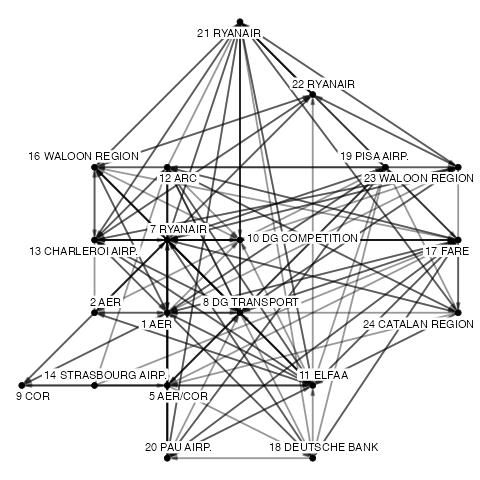 21 RYANAIR
22 RYANAIR
16 WALOON REGION
19 PISA AIRP.
12 ARC
23 WALOON REGION
7 RYANAIR
10 DG COMPETITION
13 CHARLEROI AIRP.
17 FARE
2 AER
8 DG TRANSPORT
1 AER
24 CATALAN REGION
14 STRASBOURG AIRP.
11 ELFAA
9 COR
5 AER/COR
20 PAU AIRP.
18 DEUTSCHE BANK